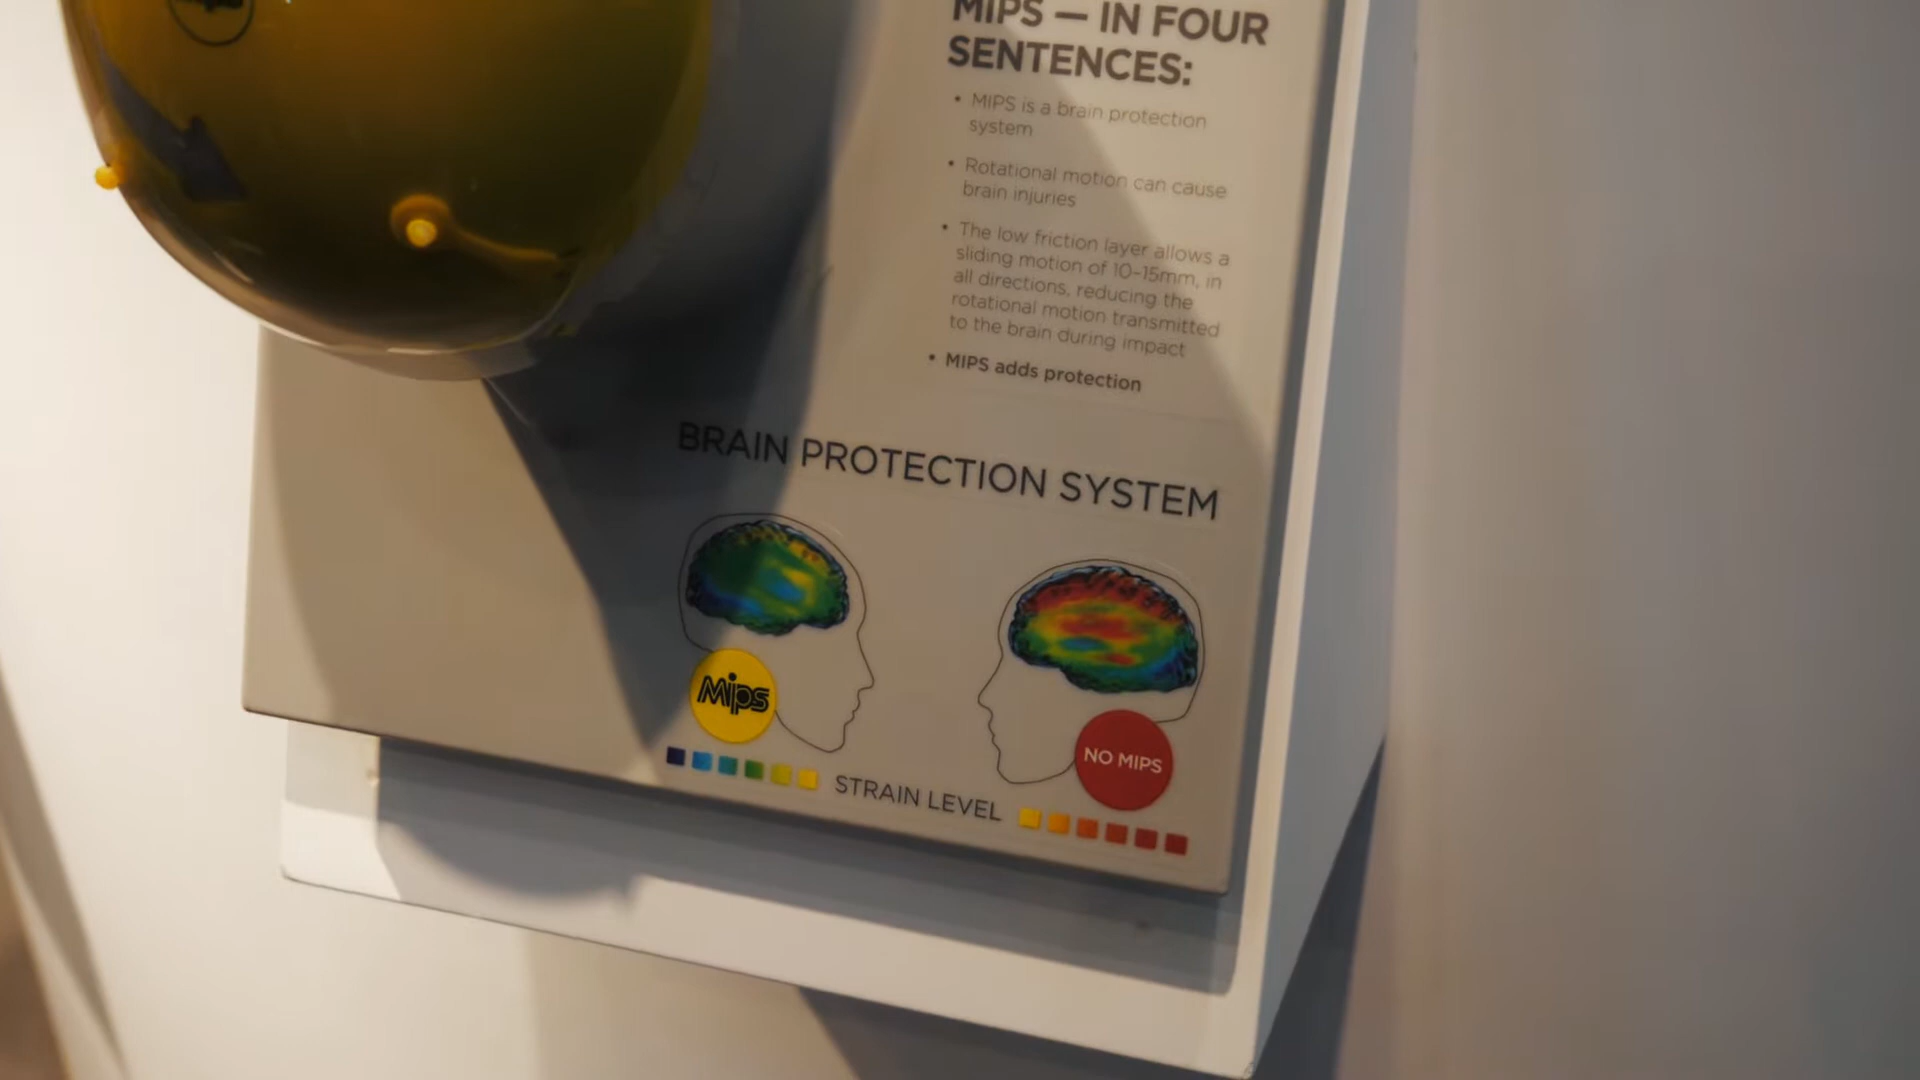 MIPS — IN FOUR
SENTENCES:
• MIPS is a brain protection
system
• Rotational motion can cause
brain injuries
• The low friction layer allows a
sliding motion of 10-15mm, in
all directions, reducing the
rotational motion transmitted
to the brain during impact
• MIPS adds protection
BRAIN PROTECTION SYSTEM
Mips
NO MIPS
STRAIN LEVEL